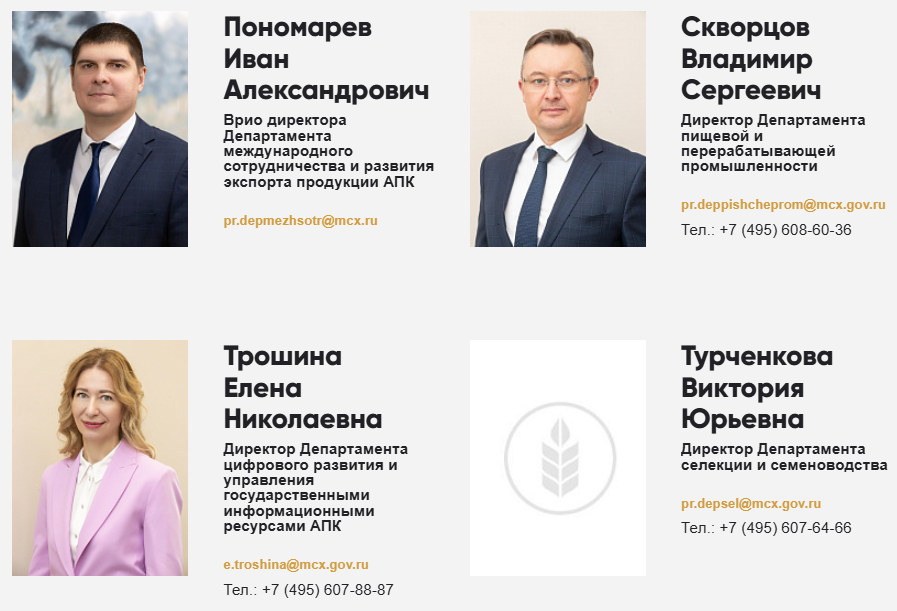 Пономарев
Иван
Александрович
Врио директора
Департамента
международного
сотрудничества и развития
экспорта продукции АПК
pr.depmezhsotr@mcx.ru
Скворцов
Владимир
Сергеевич
Директор Департамента
пищевой и
перерабатывающей
промышленности
pr.deppishcheprom@mcx.gov.ru
Тел.: +7 (495) 608-60-36
Трошина
Елена
Николаевна
Директор Департамента
цифрового развития и
управления
государственными
информационными
ресурсами АПК
e.troshina@mcx.gov.ru
Тел.: +7 (495) 607-88-87
Турченкова
Виктория
Юрьевна
Директор Департамента
селекции и семеноводства
pr.depsel@mcx.gov.ru
Тел.: +7 (495) 607-64-66